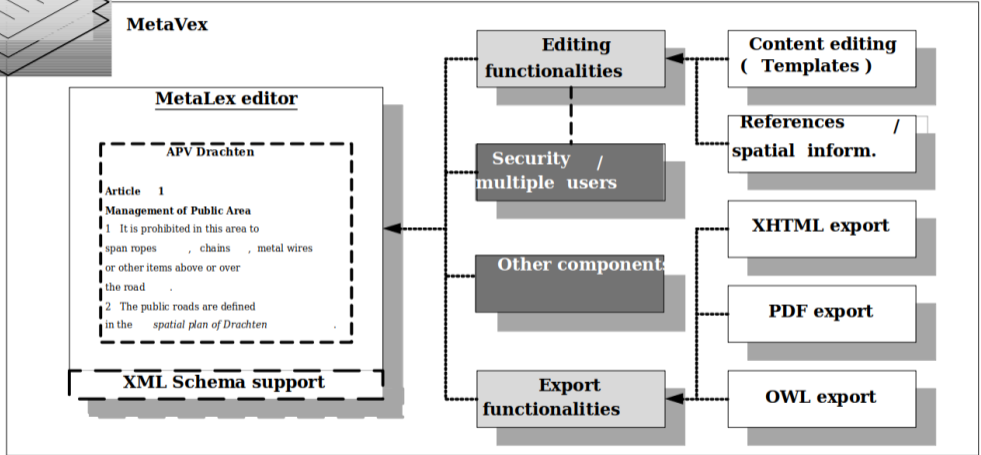 MetaVex
MetaLex editor
APV Drachten
Article 1
Management of Public Area
1 It is prohibited in this area to
span ropes , chains , metal wires
or other items above or over
the road .
2 The public roads are defined
in the spatial plan of Drachten .
XML Schema support
Editing
functionalities
Security /
multiple users
Other components
Export
functionalities
Content editing
( Templates )
References /
spatial inform.
XHTML export
PDF export
OWL export